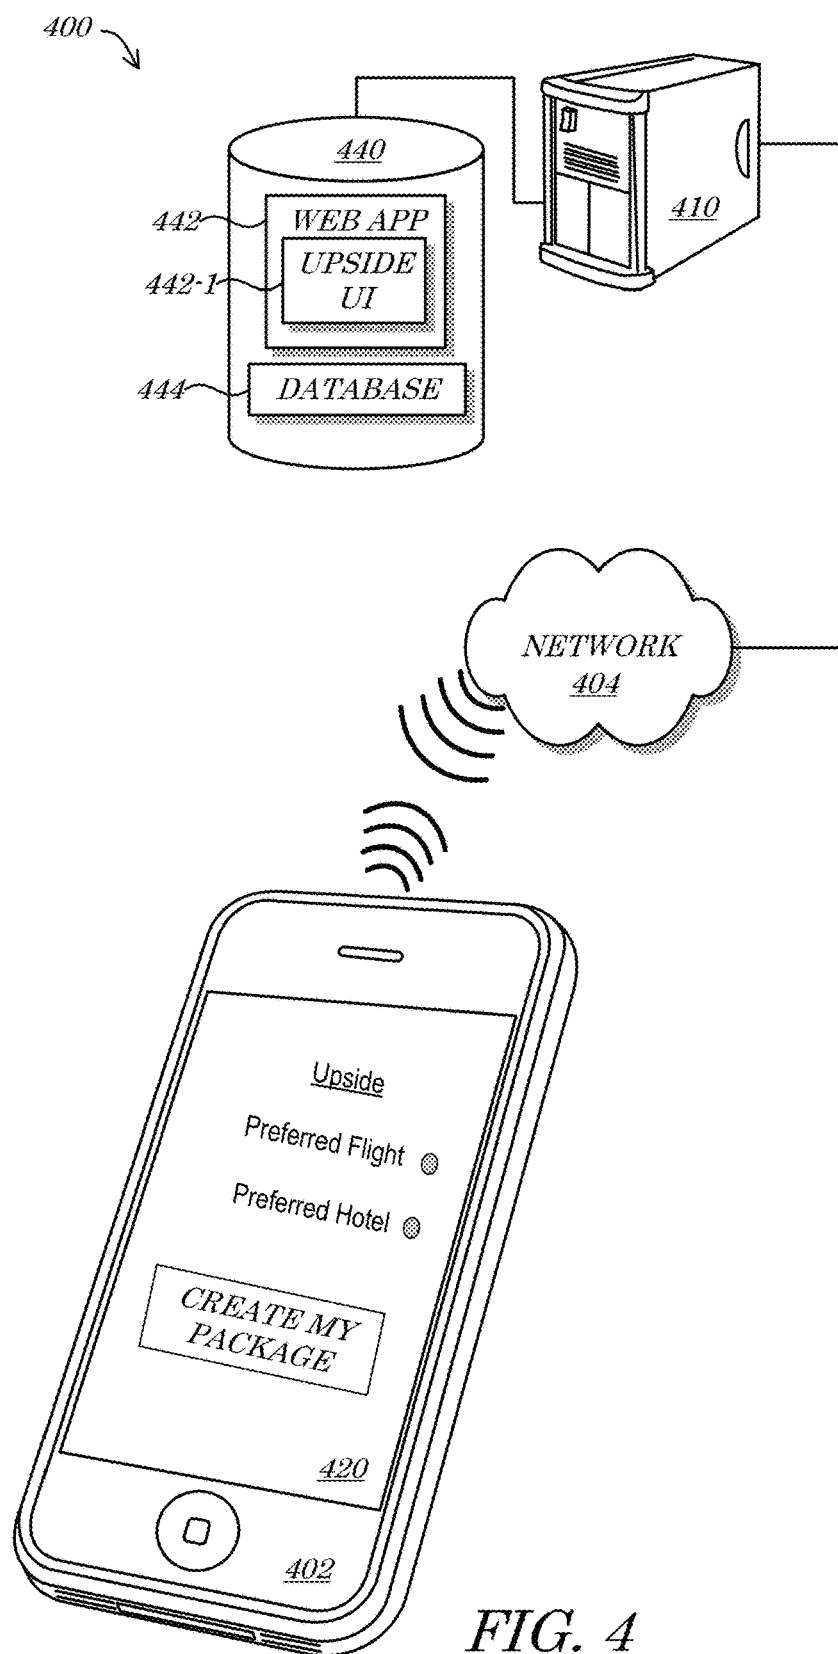 400
440
442
WEB APP
442-1
UPSIDE
UI
444
DATABASE
410
NETWORK
404
Upside
Preferred Flight
Preferred Hotel
CREATE MY
PACKAGE
420
402
FIG. 4